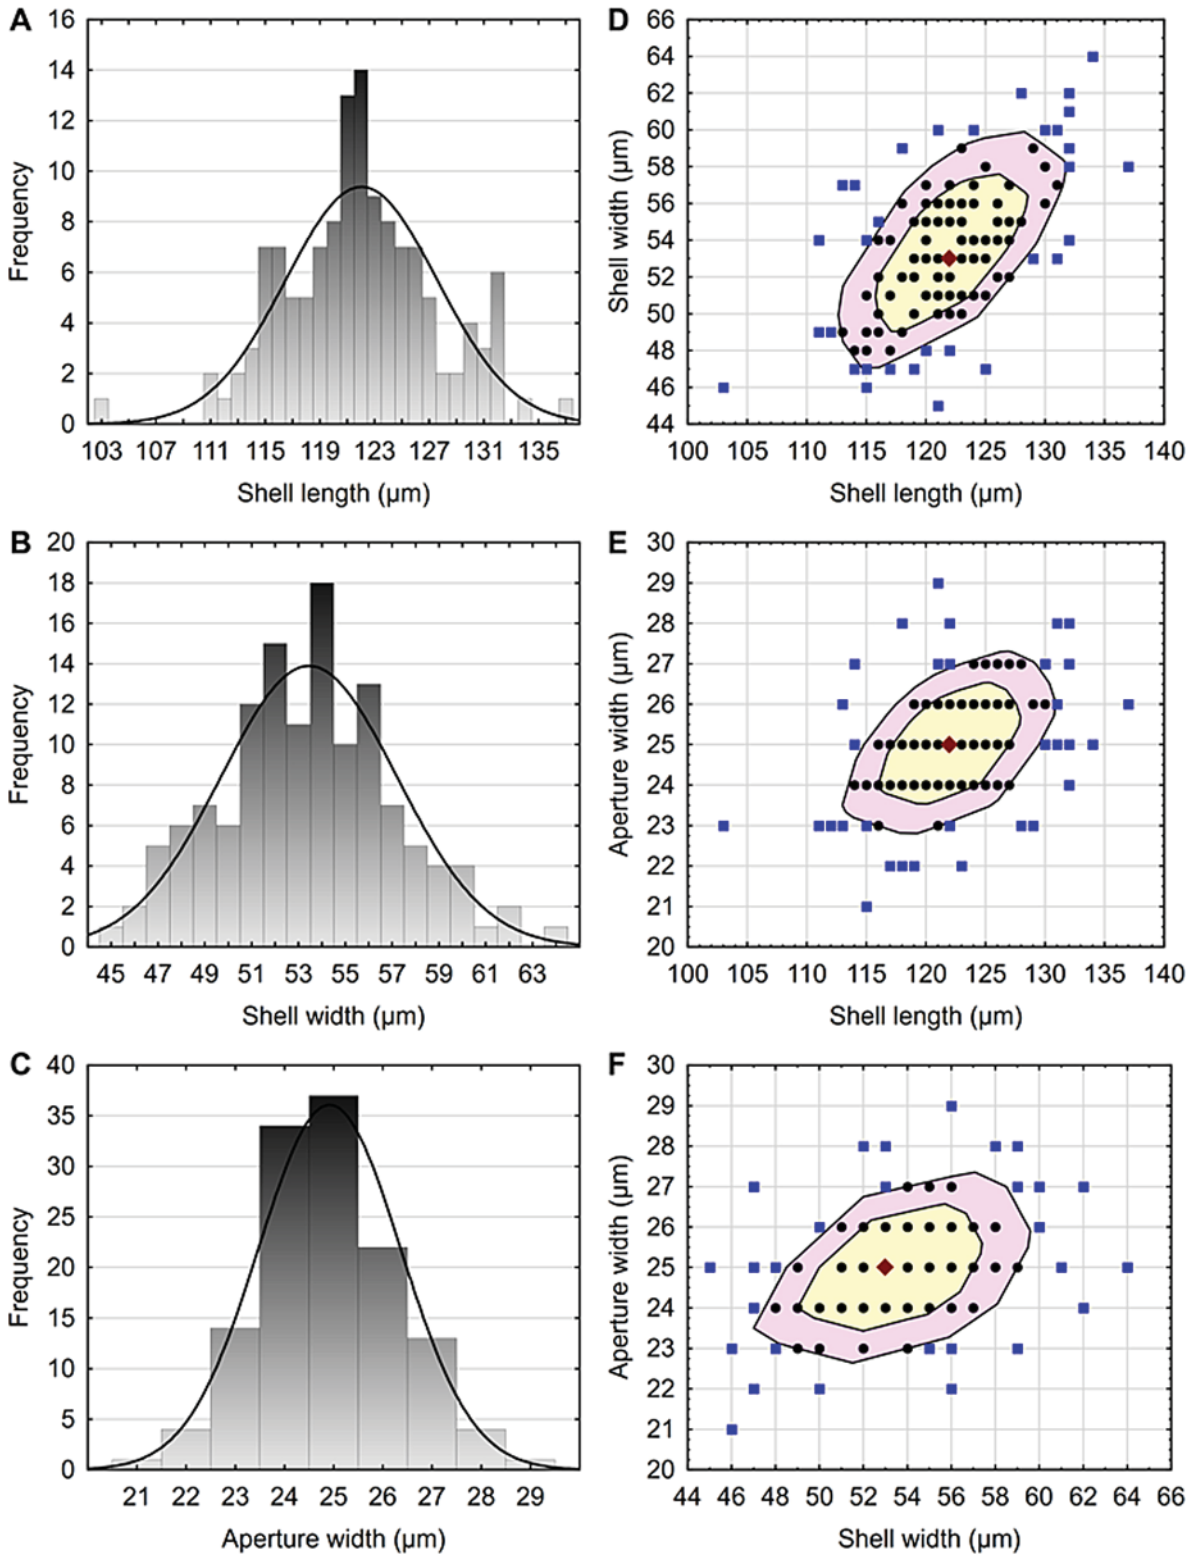 A
16
14
12
10
8
6
4
2
0
Frequency
103 107 111 115 119 123 127 131 135
Shell length (µm)
D
66
64
62
60
58
56
54
52
50
48
46
44
Shell width (µm)
100 105 110 115 120 125 130 135 140
Shell length (µm)
B
20
18
16
14
12
10
8
6
4
2
0
Frequency
45 47 49 51 53 55 57 59 61 63
Shell width (µm)
E
30
29
28
27
26
25
24
23
22
21
20
Aperture width (µm)
100 105 110 115 120 125 130 135 140
Shell length (µm)
C
40
35
30
25
20
15
10
5
0
Frequency
21 22 23 24 25 26 27 28 29
Aperture width (µm)
F
30
29
28
27
26
25
24
23
22
21
20
Aperture width (µm)
44 46 48 50 52 54 56 58 60 62 64 66
Shell width (µm)